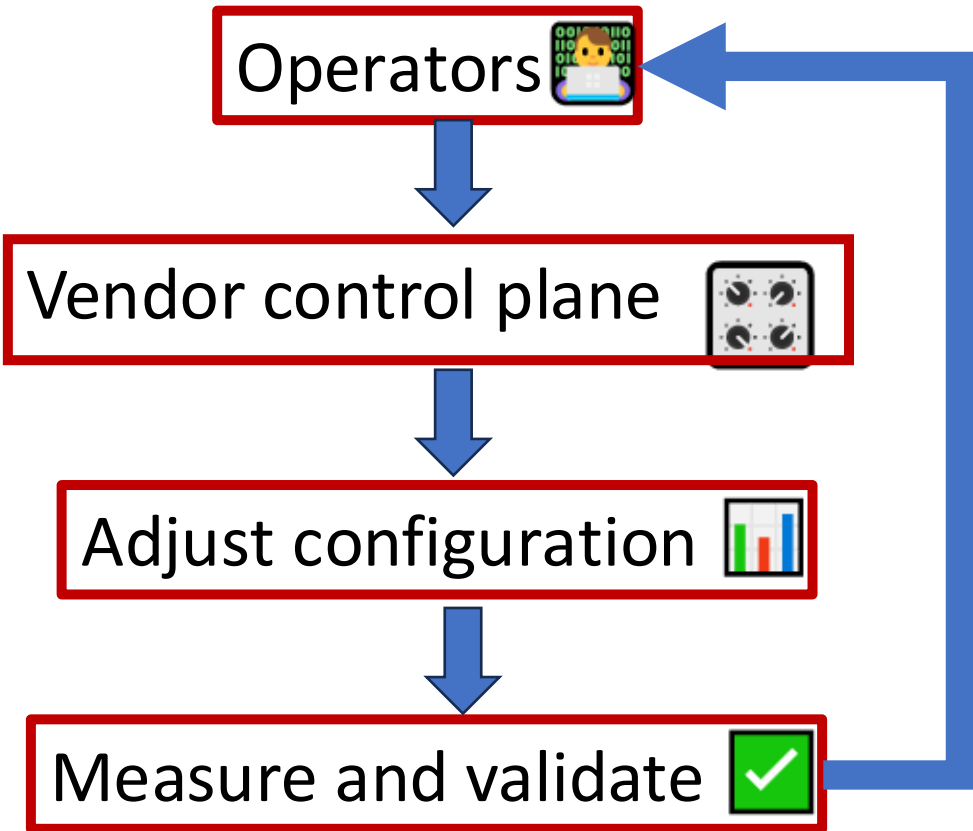 Operators
Vendor control plane
Adjust configuration
Measure and validate